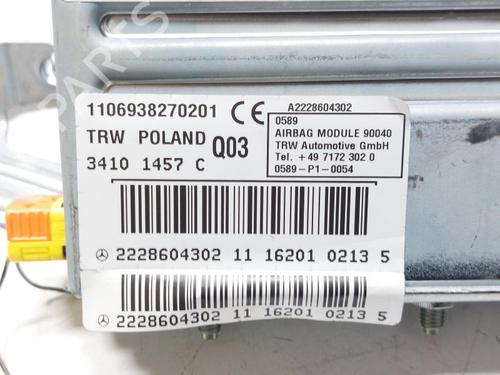 1106938270201 CE
TRW POLAND Q03
3410 1457 C
A2228604302
0589
AIRBAG MODULE 90040
TRW Automotive GmbH
Tel. +49 7172 302 0
0589-P1-0054
2228604302 11 16201 0213 5
2228604302 11 16201 0213 5